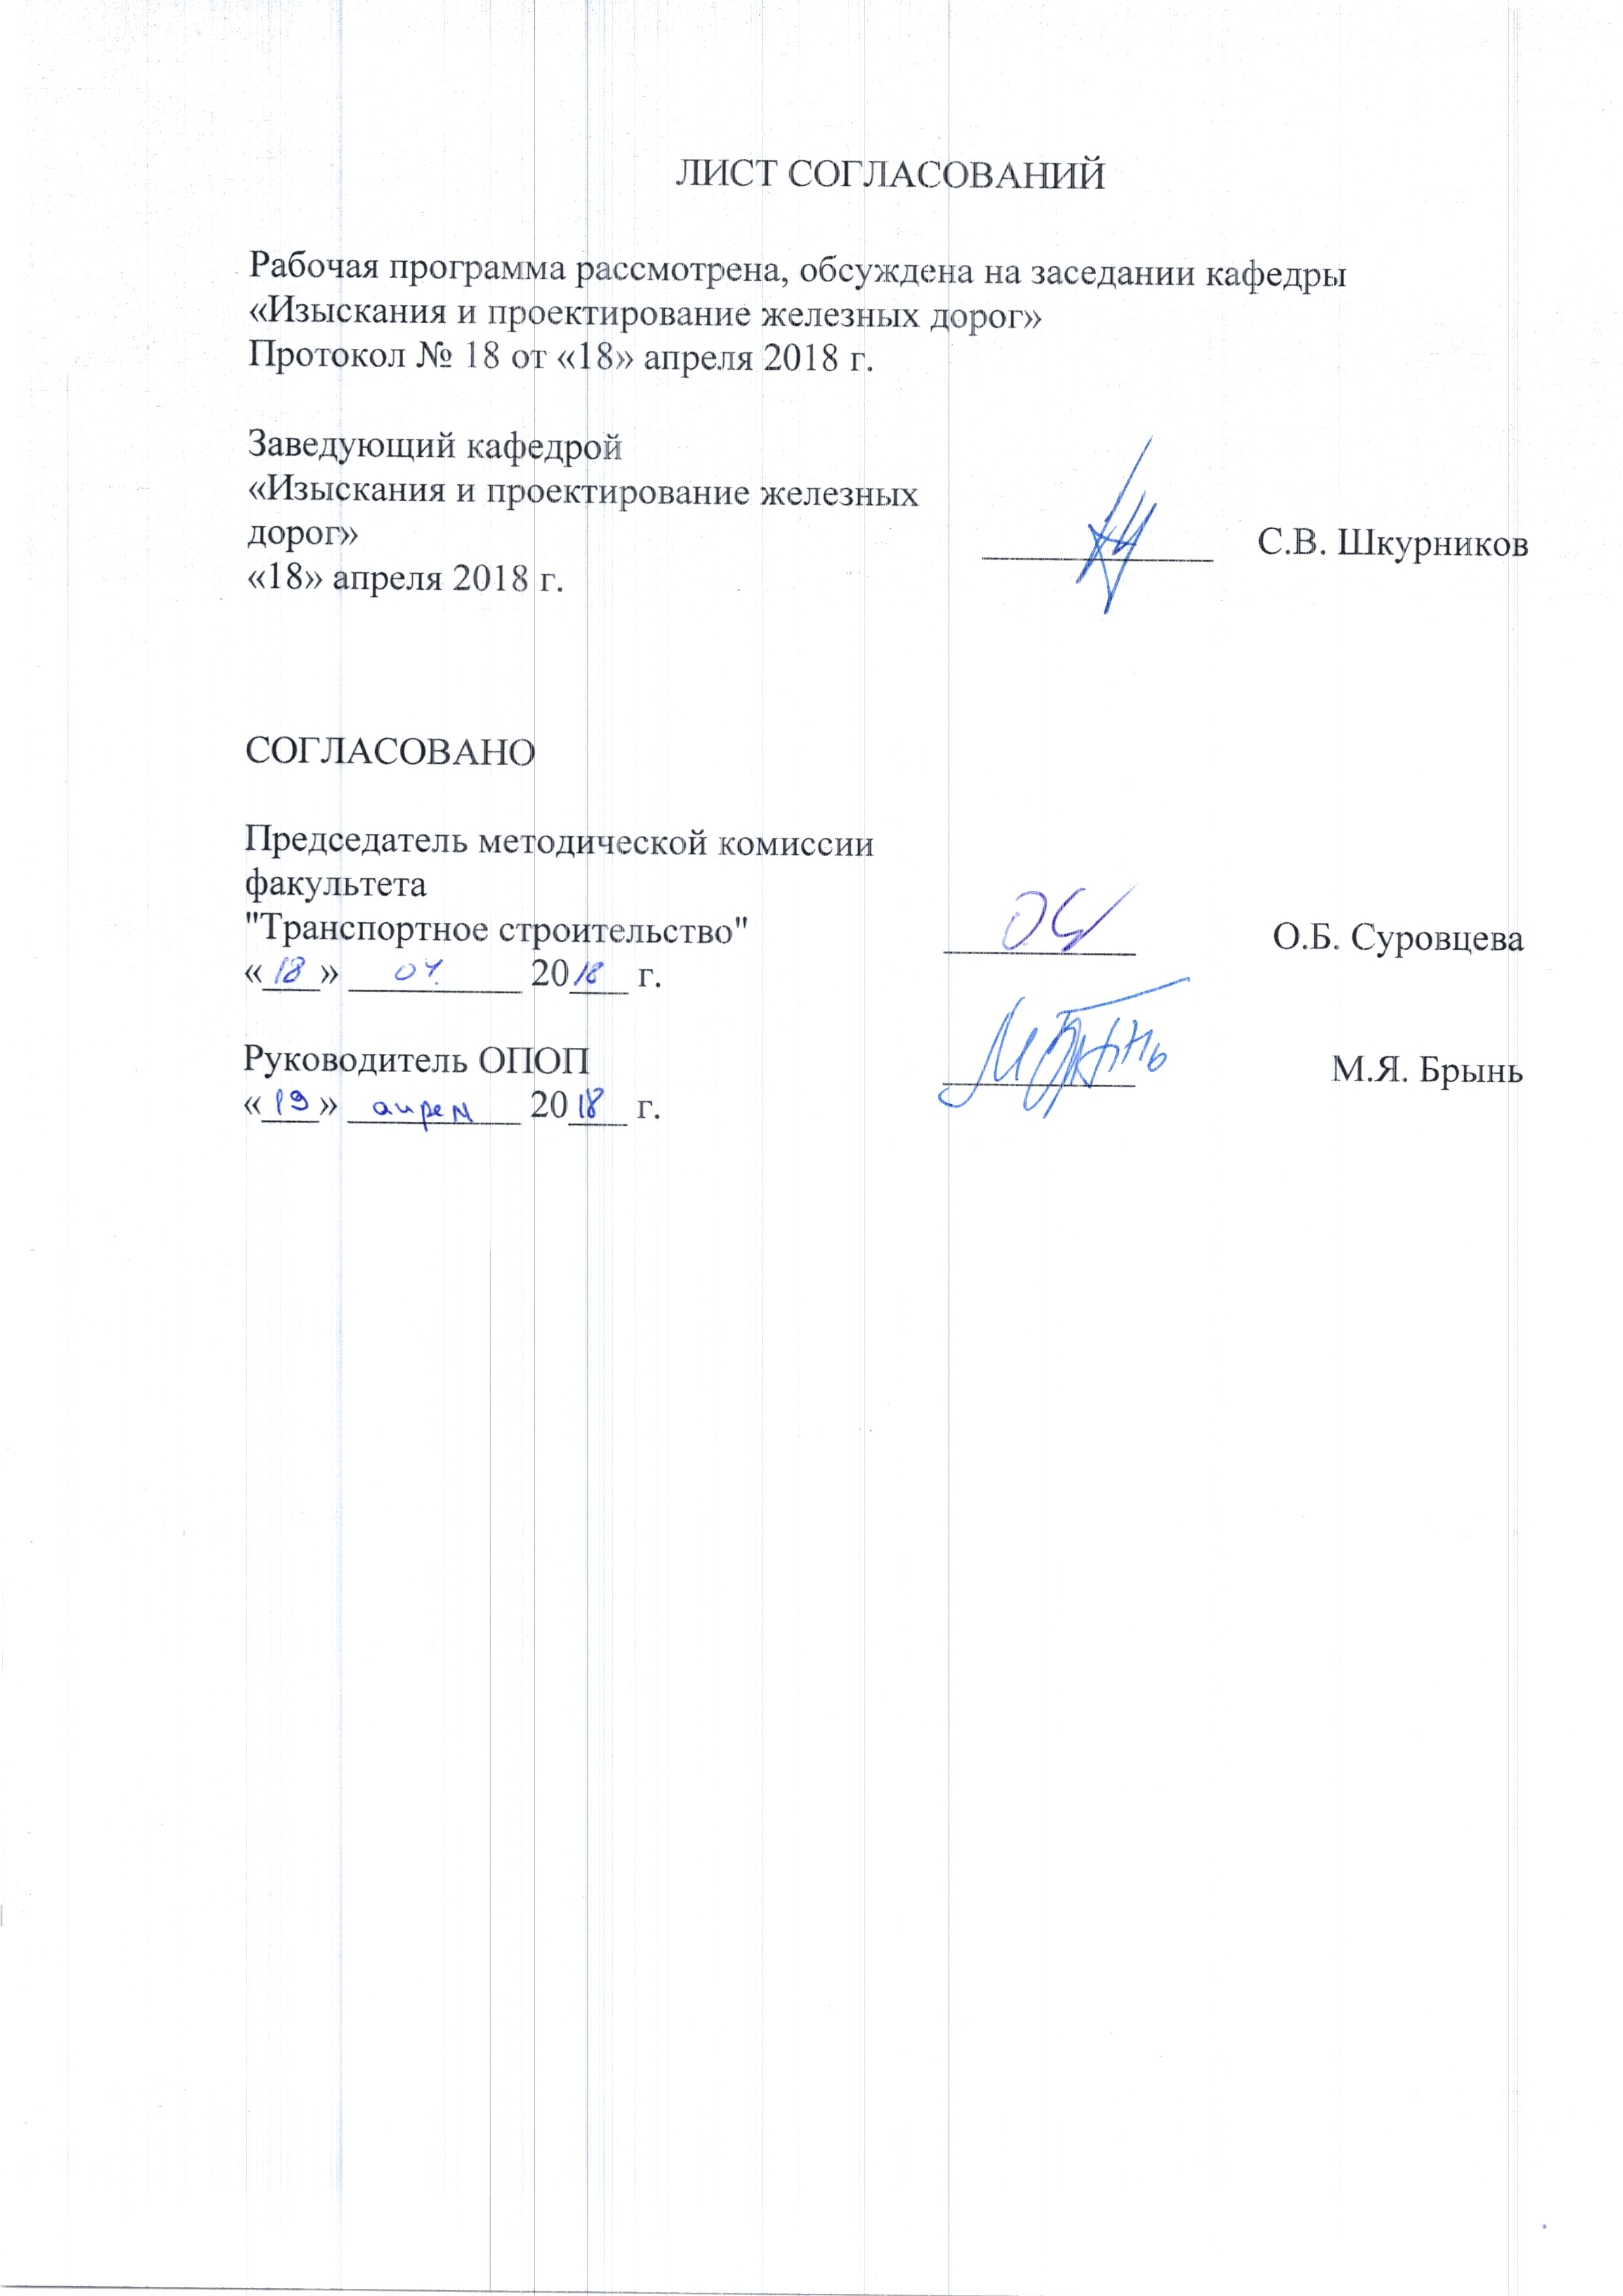 ЛИСТ СОГЛАСОВАНИЙ
Рабочая программа рассмотрена, обсуждена на заседании кафедры
«Изыскания и проектирование железных дорог»
Протокол № 18 от «18» апреля 2018 г.
Заведующий кафедрой
«Изыскания и проектирование железных
дорог»
С.В. Шкурников
«18» апреля 2018 г.
СОГЛАСОВАНО
Председатель методической комиссии
факультета
"Транспортное строительство"
О.Б. Суровцева
«18» 04. 2018 г.
Руководитель ОПОП
М.Я. Брынь
«19» апрел 2018 г.